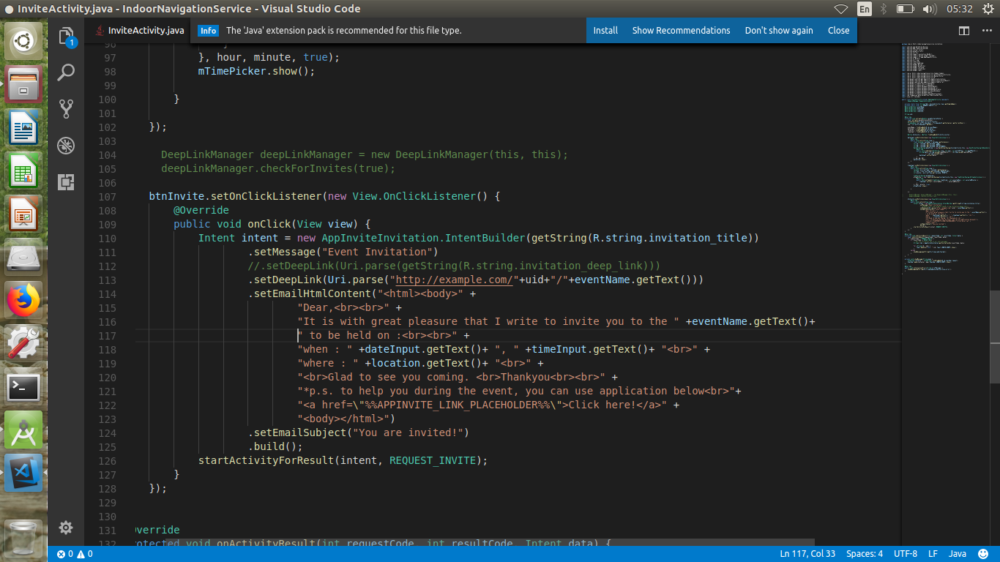 InviteActivity.java - IndoorNavigationService - Visual Studio Code
En
05:32
1
InviteActivity.java
Info The 'Java' extension pack is recommended for this file type.
Install Show Recommendations Don't show again Close
96 }
97 }, hour, minute, true);
98 mTimePicker.show();
99
100 }
101
102 });
103
104 DeepLinkManager deepLinkManager = new DeepLinkManager(this, this);
105 deepLinkManager.checkForInvites(true);
106
107 btnInvite.setOnClickListener(new View.OnClickListener() {
108 @Override
109 public void onClick(View view) {
110 Intent intent = new AppInviteInvitation.IntentBuilder(getString(R.string.invitation_title))
111 .setMessage("Event Invitation")
112 //.setDeepLink(Uri.parse(getString(R.string.invitation_deep_link)))
113 .setDeepLink(Uri.parse("http://example.com/"+uid+"/"+eventName.getText()))
114 .setEmailHtmlContent("<html><body>" +
115 "Dear,<br><br>" +
116 "It is with great pleasure that I write to invite you to the " +eventName.getText()+
117 " to be held on :<br><br>" +
118 "when : " +dateInput.getText()+ ", " +timeInput.getText()+ "<br>" +
119 "where : " +location.getText()+ "<br>" +
120 "<br>Glad to see you coming. <br>Thankyou<br><br>" +
121 "*p.s. to help you during the event, you can use application below<br>"+
122 "<a href=\"%%APPINVITE_LINK_PLACEHOLDER%%\">Click here!</a>" +
123 "<body></html>")
124 .setEmailSubject("You are invited!")
125 .build();
126 startActivityForResult(intent, REQUEST_INVITE);
127 }
128 });
129
130
131 verride
132 otected void onActivityResult(int requestCode, int resultCode, Intent data) {
0 0
Ln 117, Col 33 Spaces: 4 UTF-8 LF Java